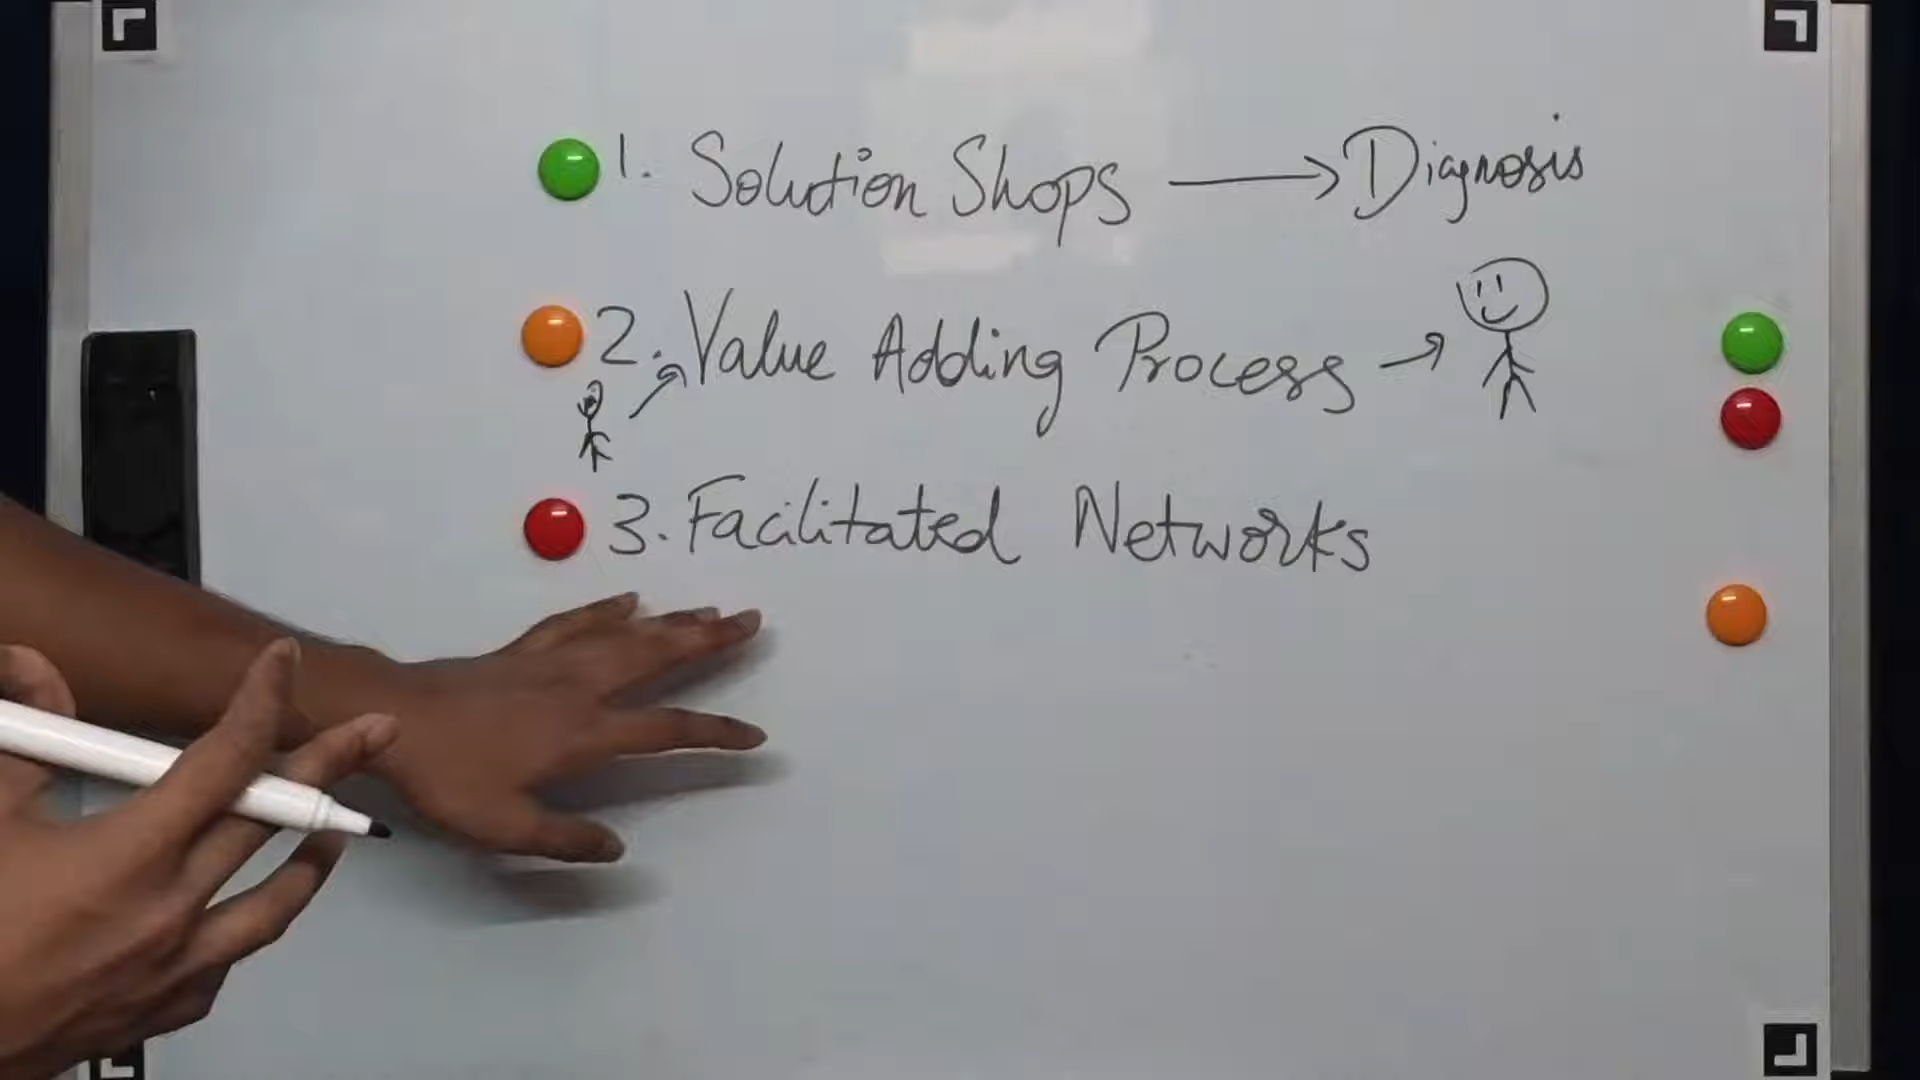 1. Solution Shops → Diagnosis
2. Value Adding Process →
3. Facilitated Networks